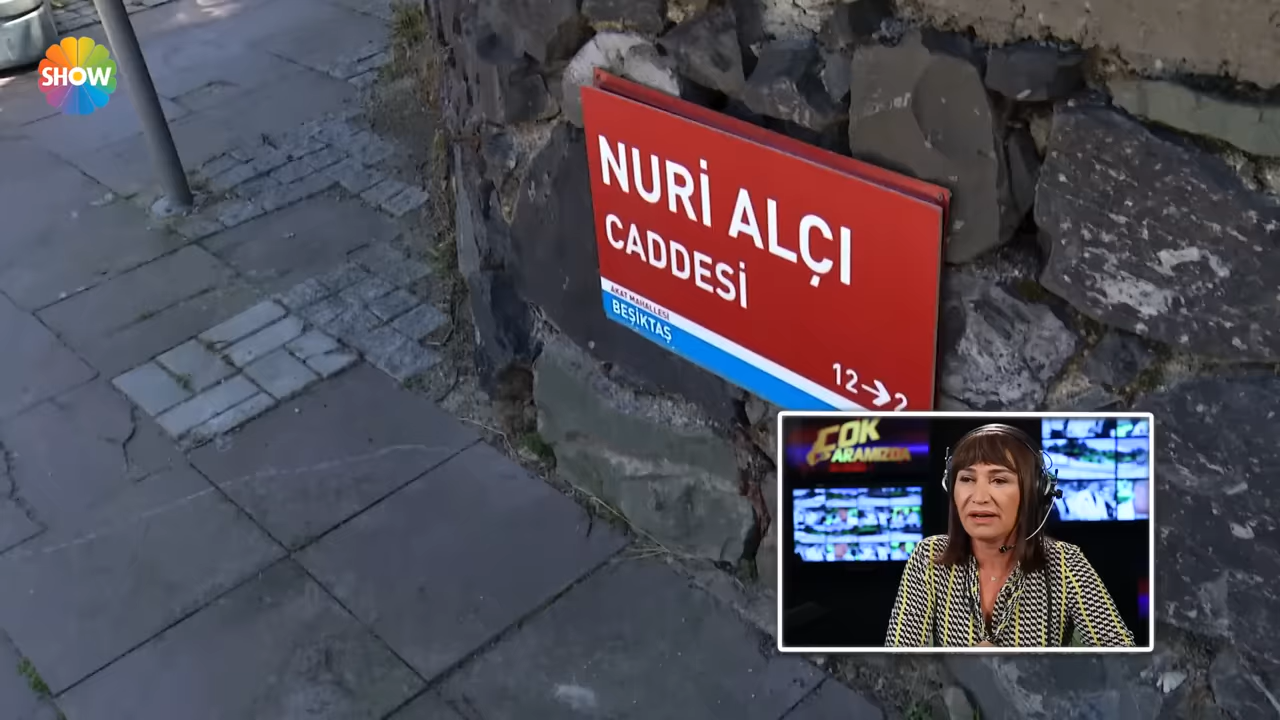 SHOW
NURİ ALÇI
CADDESİ
AKAT MAHALLESİ
BEŞİKTAŞ
12→2
ÇOK
ARAMIZDA